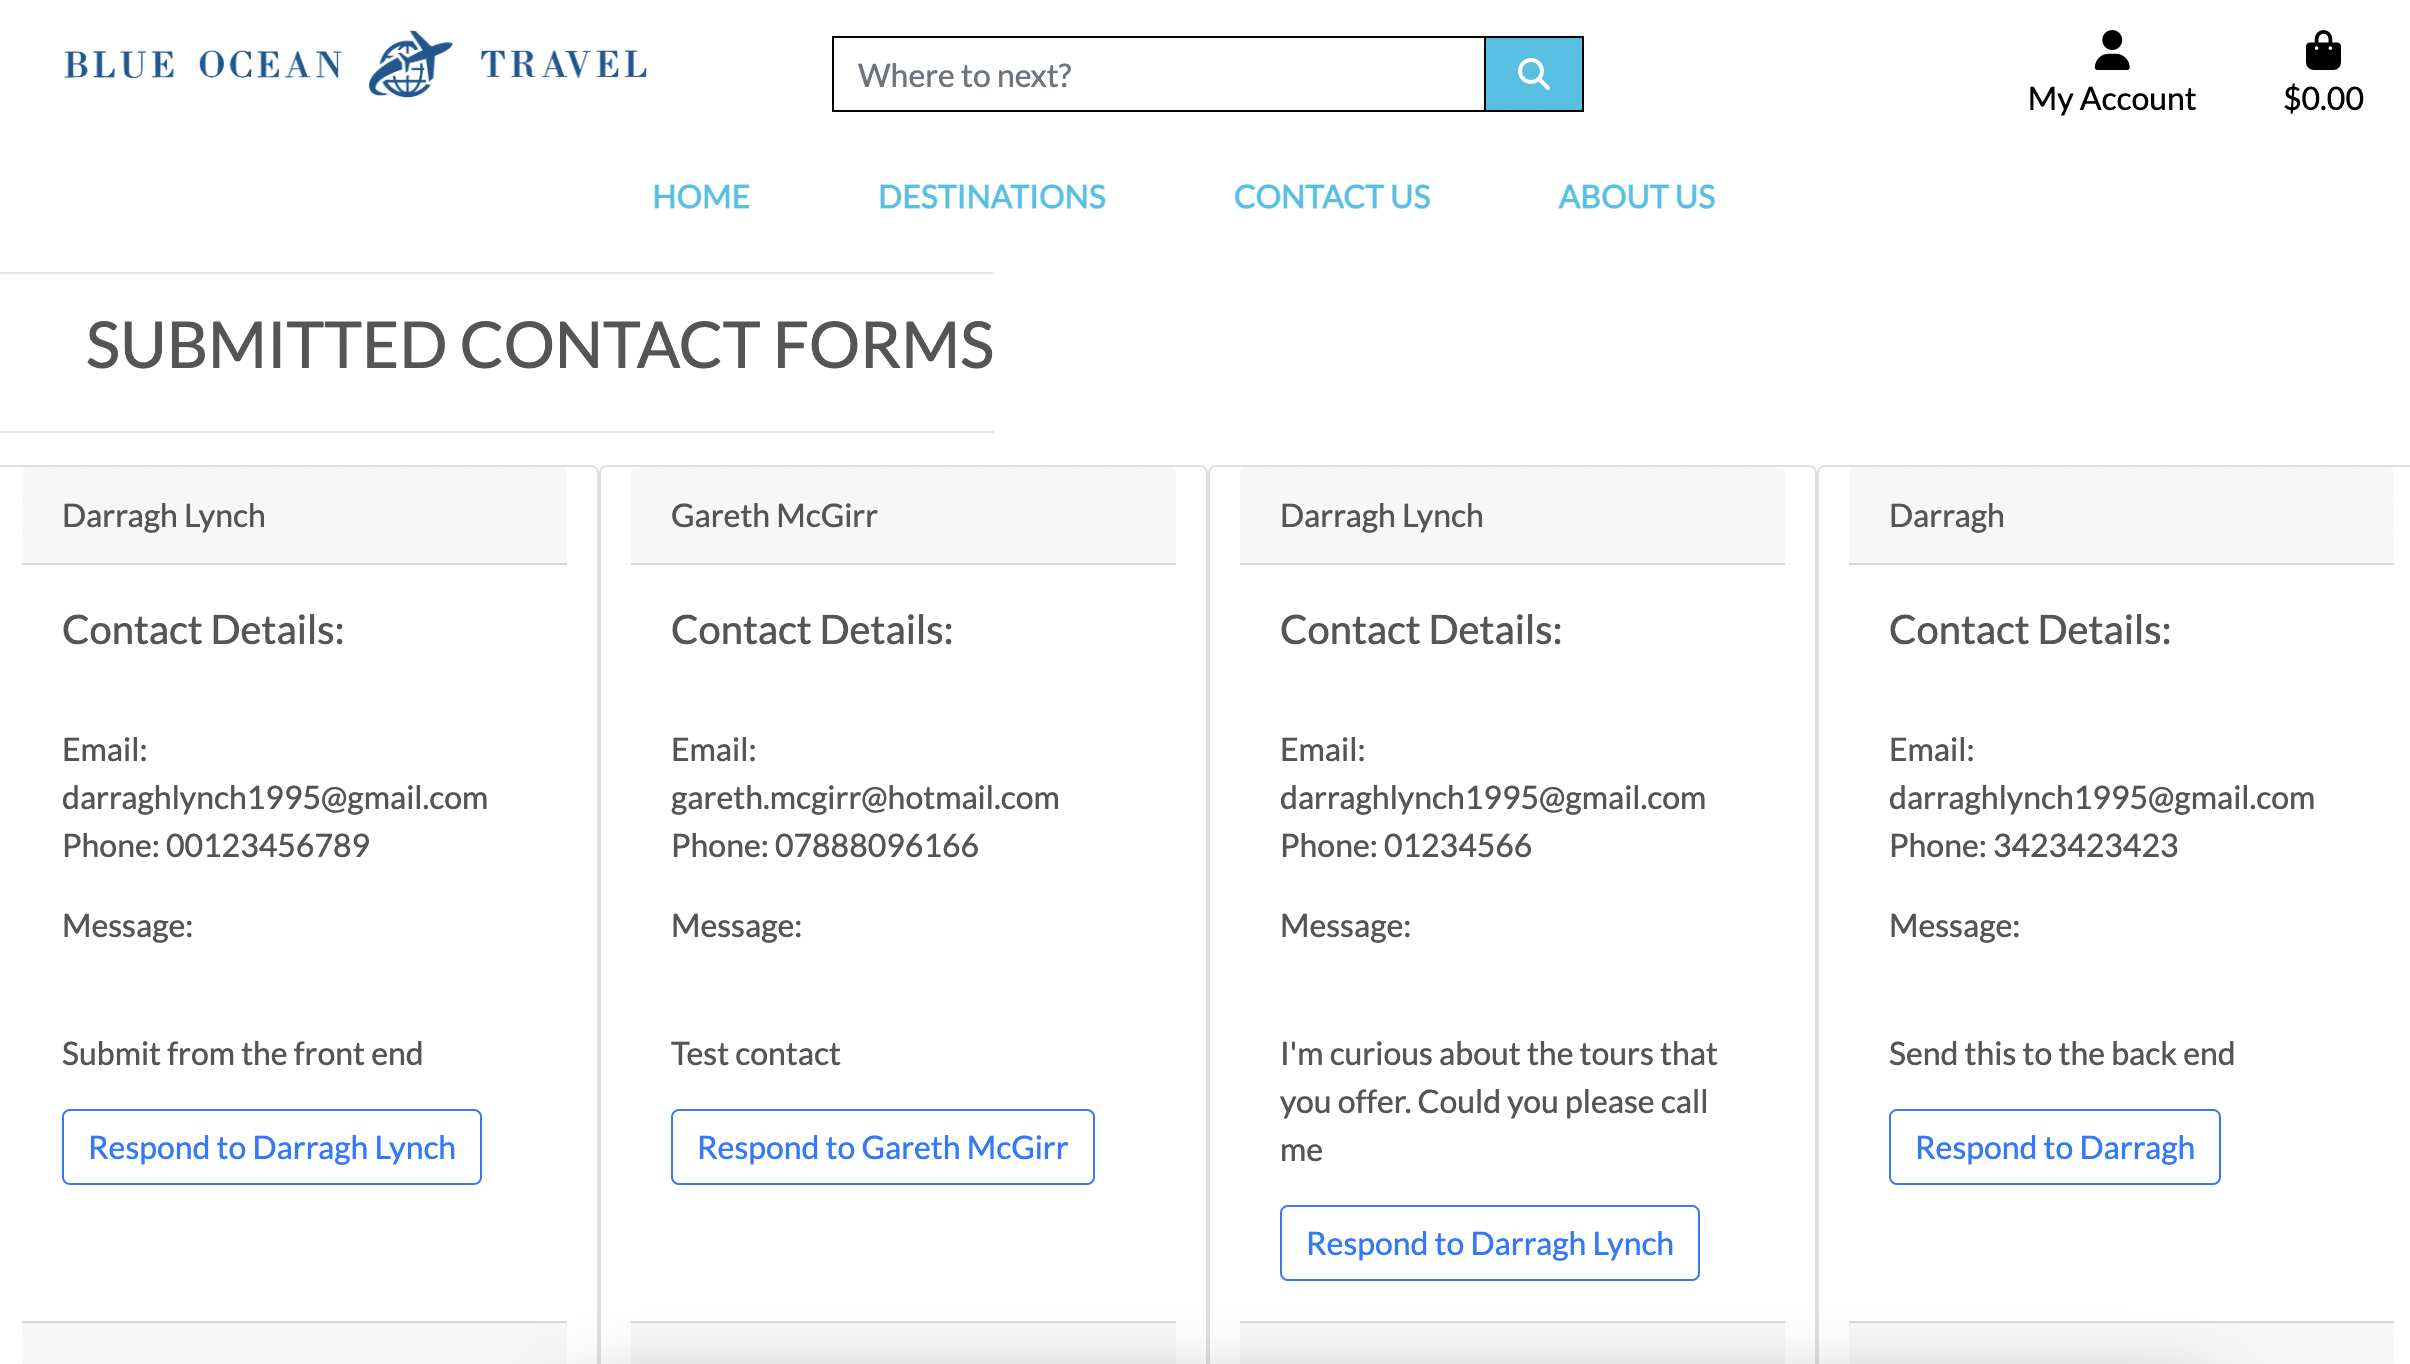 BLUE OCEAN TRAVEL
Where to next?
My Account
$0.00
HOME DESTINATIONS CONTACT US ABOUT US
SUBMITTED CONTACT FORMS
Darragh Lynch
Contact Details:
Email:
darraghlynch1995@gmail.com
Phone: 00123456789
Message:
Submit from the front end
Respond to Darragh Lynch
Gareth McGirr
Contact Details:
Email:
gareth.mcgirr@hotmail.com
Phone: 07888096166
Message:
Test contact
Respond to Gareth McGirr
Darragh Lynch
Contact Details:
Email:
darraghlynch1995@gmail.com
Phone: 01234566
Message:
I'm curious about the tours that
you offer. Could you please call
me
Respond to Darragh Lynch
Darragh
Contact Details:
Email:
darraghlynch1995@gmail.com
Phone: 3423423423
Message:
Send this to the back end
Respond to Darragh